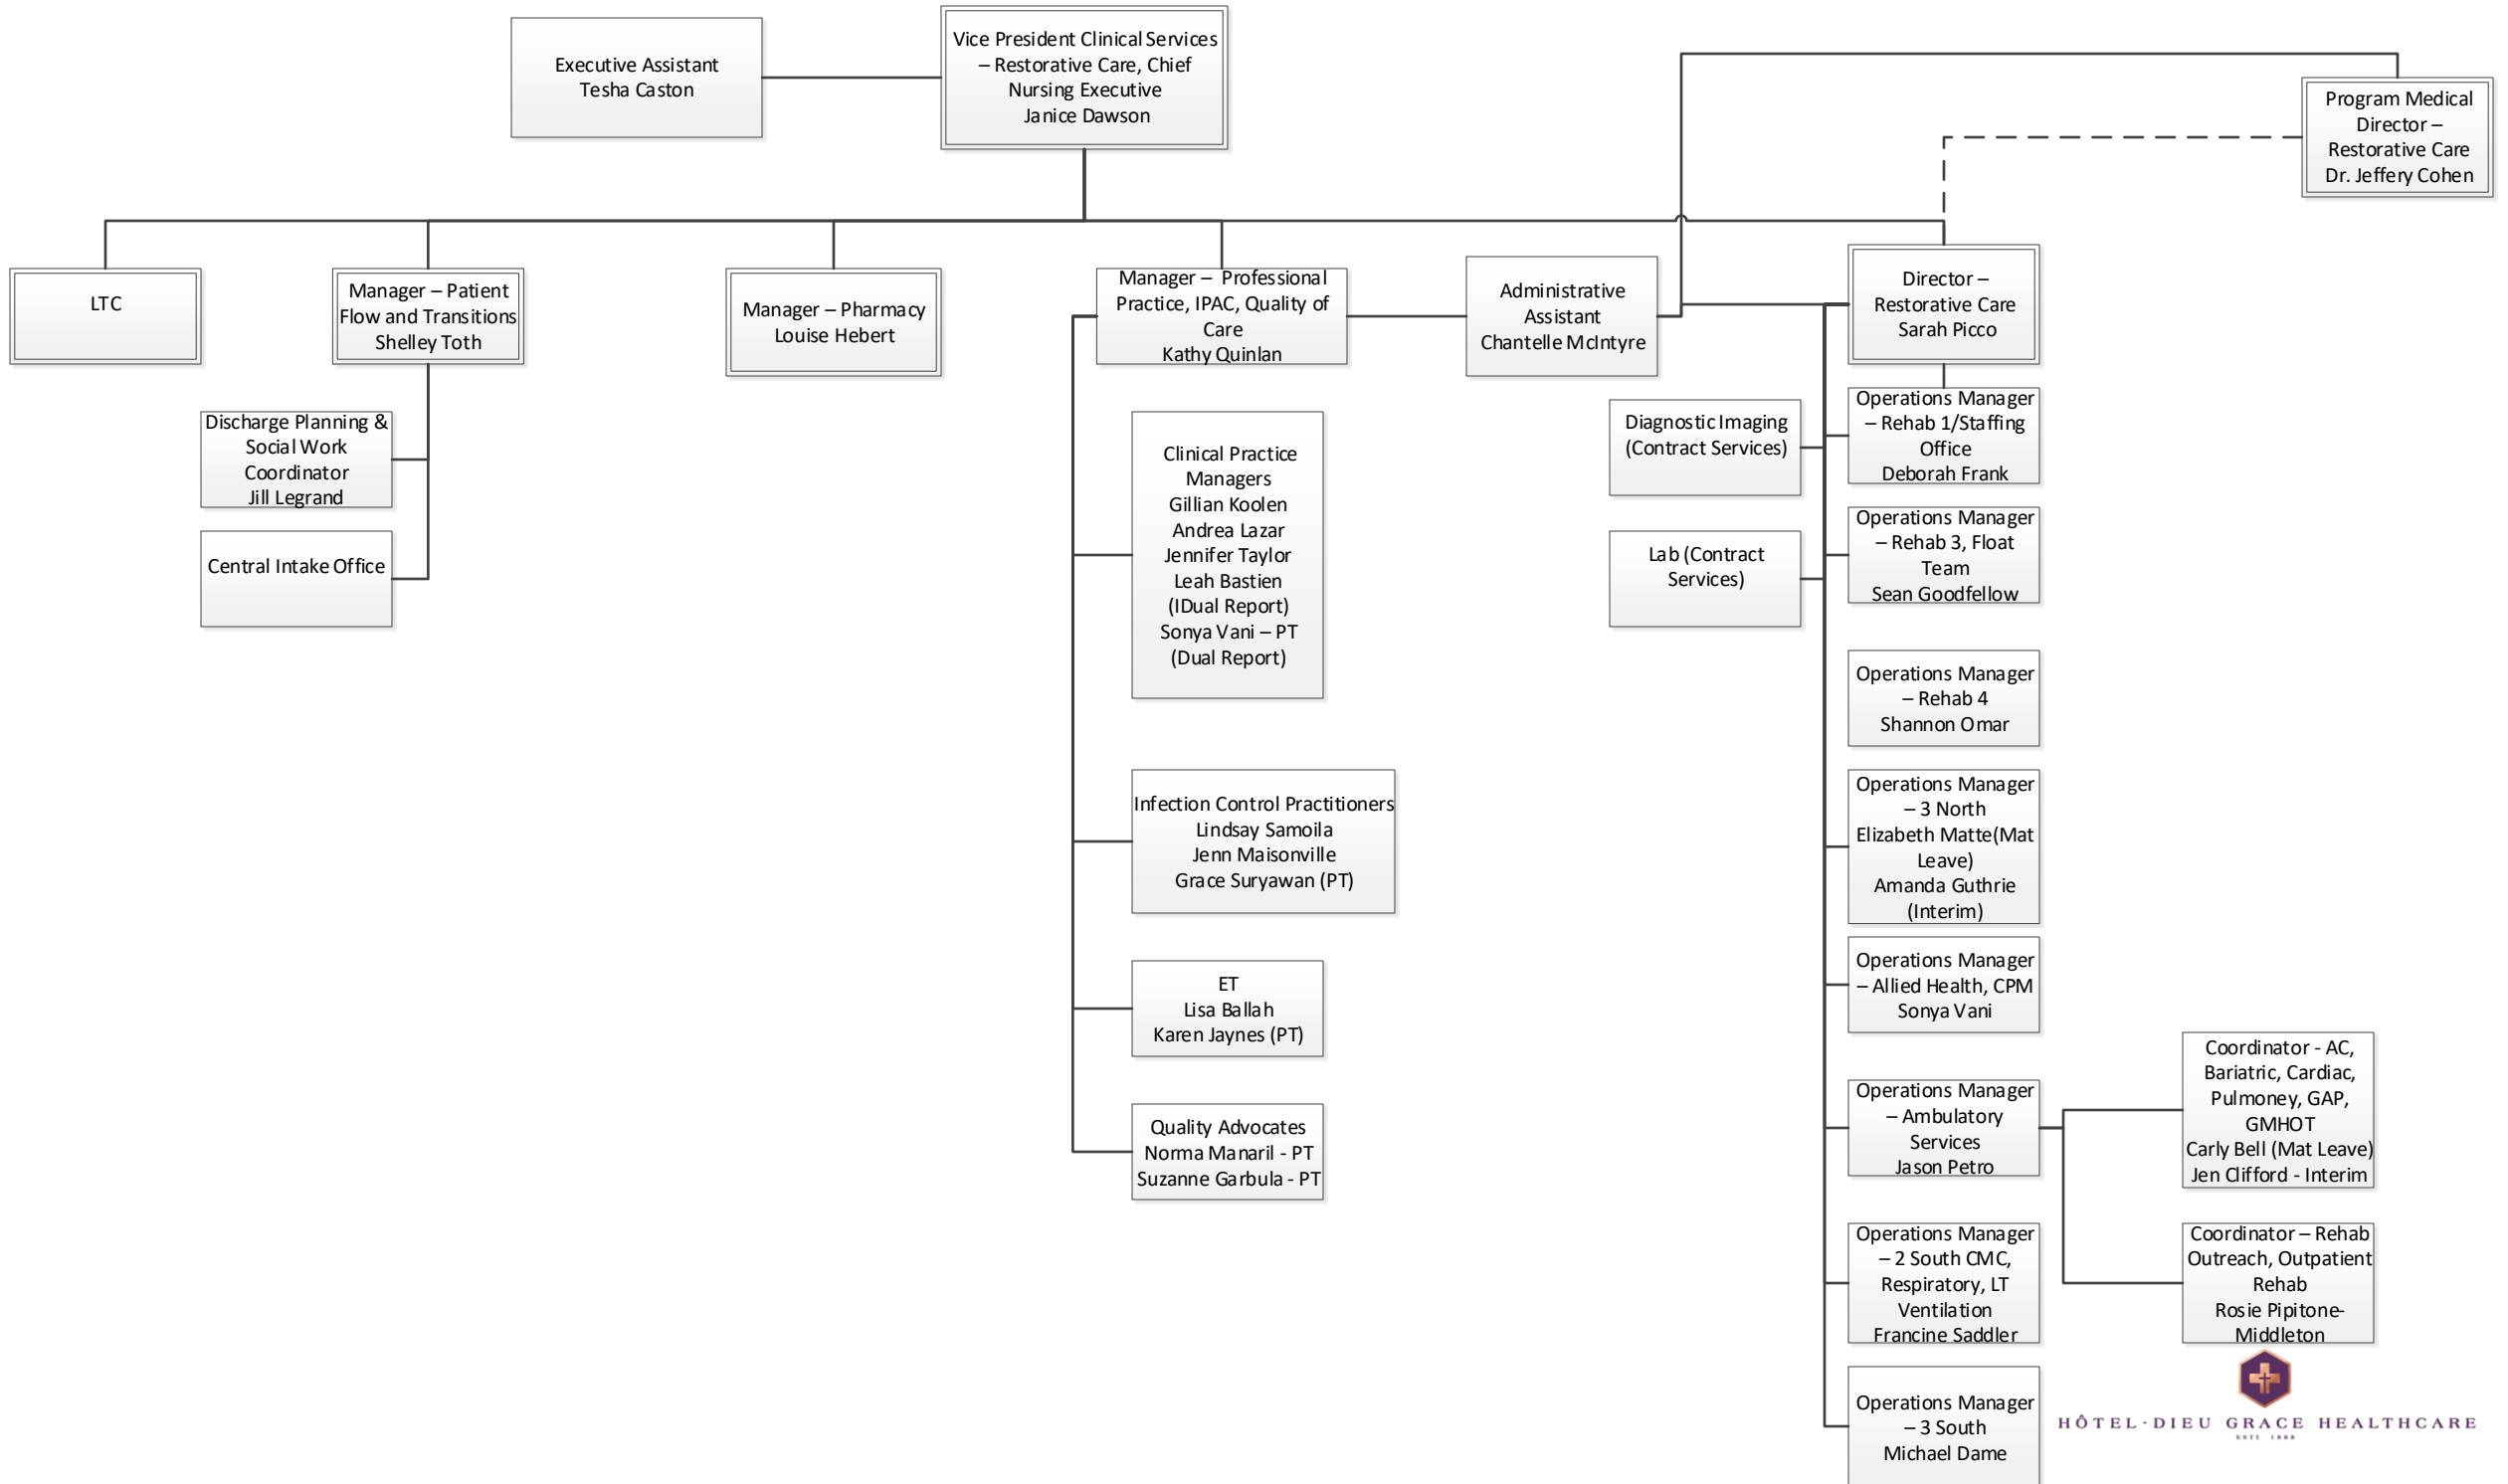 Executive Assistant
Tesha Caston
Vice President Clinical Services
– Restorative Care, Chief
Nursing Executive
Janice Dawson
Program Medical
Director –
Restorative Care
Dr. Jeffery Cohen
LTC
Manager – Patient
Flow and Transitions
Shelley Toth
Manager – Pharmacy
Louise Hebert
Manager – Professional
Practice, IPAC, Quality of
Care
Kathy Quinlan
Administrative
Assistant
Chantelle McIntyre
Director –
Restorative Care
Sarah Picco
Discharge Planning &
Social Work
Coordinator
Jill Legrand
Central Intake Office
Clinical Practice
Managers
Gillian Koolen
Andrea Lazar
Jennifer Taylor
Leah Bastien
(IDual Report)
Sonya Vani – PT
(Dual Report)
Infection Control Practitioners
Lindsay Samoila
Jenn Maisonville
Grace Suryawan (PT)
ET
Lisa Ballah
Karen Jaynes (PT)
Quality Advocates
Norma Manaril - PT
Suzanne Garbula - PT
Diagnostic Imaging
(Contract Services)
Lab (Contract
Services)
Operations Manager
– Rehab 1/Staffing
Office
Deborah Frank
Operations Manager
– Rehab 3, Float
Team
Sean Goodfellow
Operations Manager
– Rehab 4
Shannon Omar
Operations Manager
– 3 North
Elizabeth Matte(Mat
Leave)
Amanda Guthrie
(Interim)
Operations Manager
– Allied Health, CPM
Sonya Vani
Operations Manager
– Ambulatory
Services
Jason Petro
Operations Manager
– 2 South CMC,
Respiratory, LT
Ventilation
Francine Saddler
Operations Manager
– 3 South
Michael Dame
Coordinator - AC,
Bariatric, Cardiac,
Pulmoney, GAP,
GMHOT
Carly Bell (Mat Leave)
Jen Clifford - Interim
Coordinator – Rehab
Outreach, Outpatient
Rehab
Rosie Pipitone-
Middleton
HÔTEL-DIEU GRACE HEALTHCARE
ESTD 1888